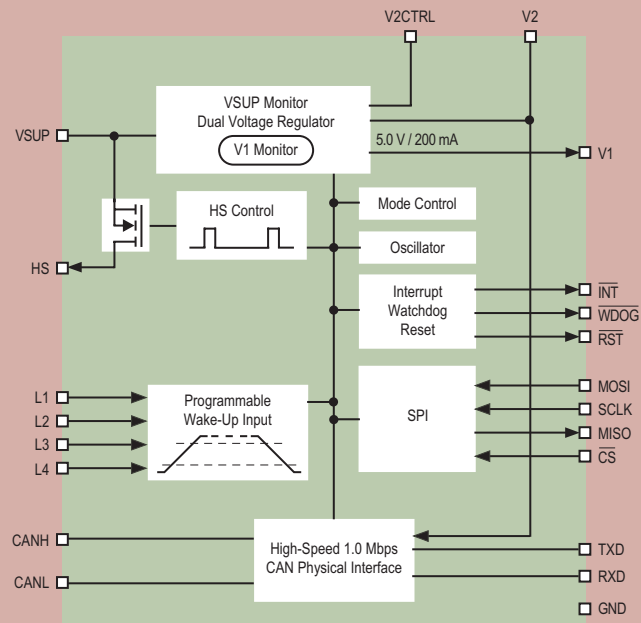 V2CTRL
V2
VSUP Monitor
Dual Voltage Regulator
V1 Monitor
VSUP
5.0 V / 200 mA
V1
HS Control
Mode Control
Oscillator
HS
Interrupt
Watchdog
Reset
INT
WDOG
RST
L1
L2
L3
L4
Programmable
Wake-Up Input
SPI
MOSI
SCLK
MISO
CS
CANH
CANL
High-Speed 1.0 Mbps
CAN Physical Interface
TXD
RXD
GND